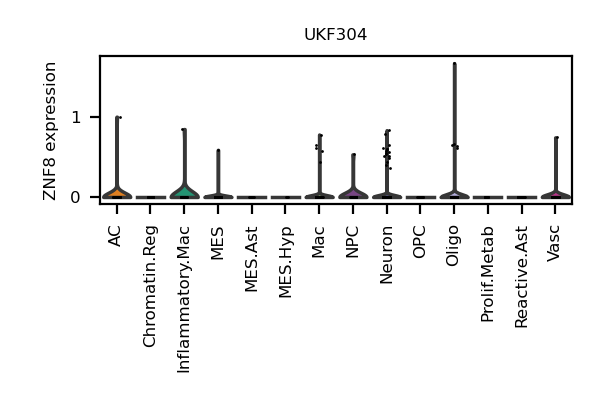 UKF304
ZNF8 expression
1
0
AC
Chromatin.Reg
Inflammatory.Mac
MES
MES.Ast
MES.Hyp
Mac
NPC
Neuron
OPC
Oligo
Prolif.Metab
Reactive.Ast
Vasc